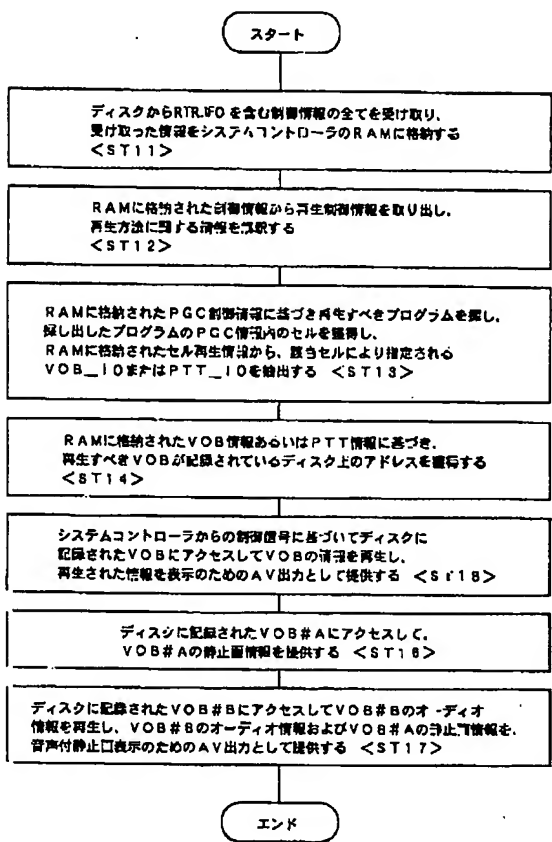 スタート
ディスクからRTR.IFOを含む制御情報の全てを受け取り、
受け取った情報をシステムコントローラのRAMに格納する
<ST11>
RAMに格納された制御情報から再生制御情報を取り出し、
再生方法に関する情報を解釈する
<ST12>
RAMに格納されたPGC制御情報に基づき再生すべきプログラムを探し、
探し出したプログラムのPGC情報内のセルを獲得し、
RAMに格納されたセル再生情報から、該当セルにより指定される
VOB__IDまたはPTT__IDを抽出する <ST13>
RAMに格納されたVOB情報あるいはPTT情報に基づき、
再生すべきVOBが記録されているディスク上のアドレスを獲得する
<ST14>
システムコントローラからの制御信号に基づいてディスクに
記録されたVOBにアクセスしてVOBの情報を再生し、
再生された情報を表示のためのAV出力として提供する
ディスクに記録されたVOB#Aにアクセスして、
VOB#Aの静止画情報を提供する <ST16>
ディスクに記録されたVOB#BにアクセスしてVOB#Bのオーディオ
情報を再生し、VOB#Bのオーディオ情報およびVOB#Aの静止画情報を、
音声付静止画表示のためのAV出力として提供する <ST17>
エンド